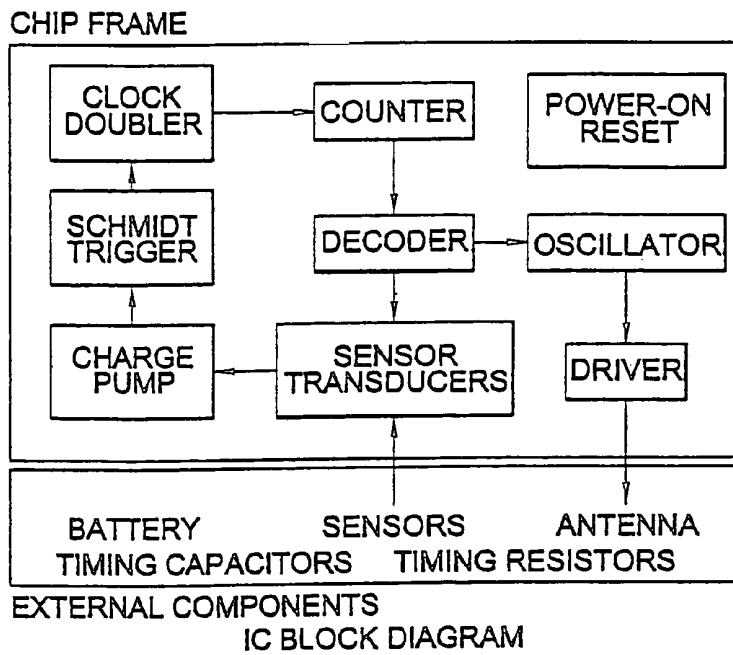 CHIP FRAME
CLOCK
DOUBLER
COUNTER
POWER-ON
RESET
SCHMIDT
TRIGGER
DECODER
OSCILLATOR
CHARGE
PUMP
SENSOR
TRANSDUCERS
DRIVER
BATTERY
SENSORS
ANTENNA
TIMING CAPACITORS
TIMING RESISTORS
EXTERNAL COMPONENTS
IC BLOCK DIAGRAM